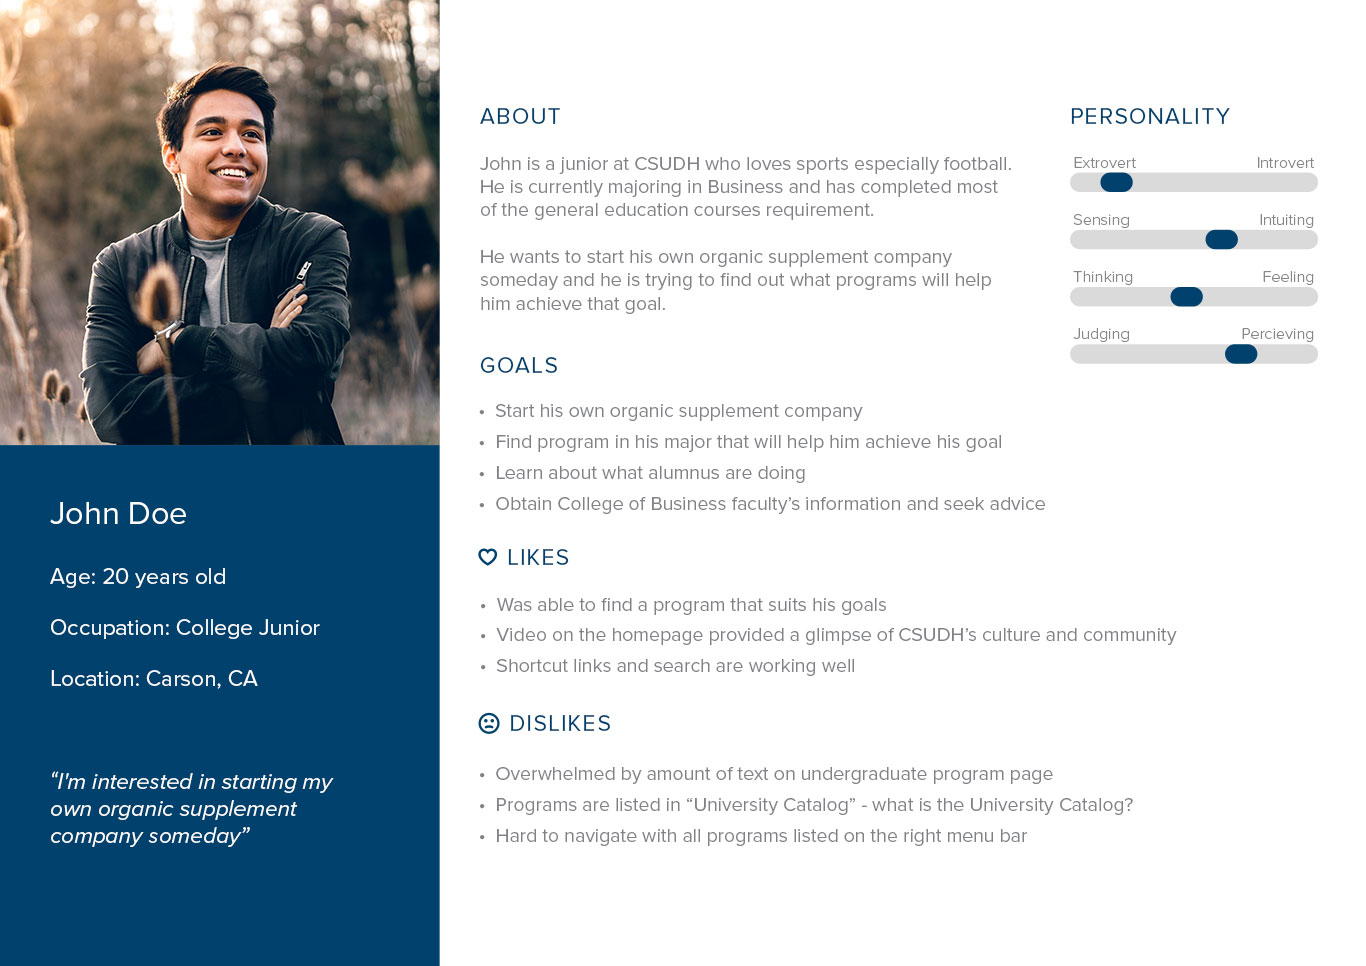 John Doe
Age: 20 years old
Occupation: College Junior
Location: Carson, CA
“I'm interested in starting my
own organic supplement
company someday”
ABOUT
John is a junior at CSUDH who loves sports especially football.
He is currently majoring in Business and has completed most
of the general education courses requirement.
He wants to start his own organic supplement company
someday and he is trying to find out what programs will help
him achieve that goal.
GOALS
• Start his own organic supplement company
• Find program in his major that will help him achieve his goal
• Learn about what alumnus are doing
• Obtain College of Business faculty’s information and seek advice
LIKES
• Was able to find a program that suits his goals
• Video on the homepage provided a glimpse of CSUDH’s culture and community
• Shortcut links and search are working well
DISLIKES
• Overwhelmed by amount of text on undergraduate program page
• Programs are listed in “University Catalog” - what is the University Catalog?
• Hard to navigate with all programs listed on the right menu bar
PERSONALITY
Extrovert Introvert
Sensing Intuiting
Thinking Feeling
Judging Percieving